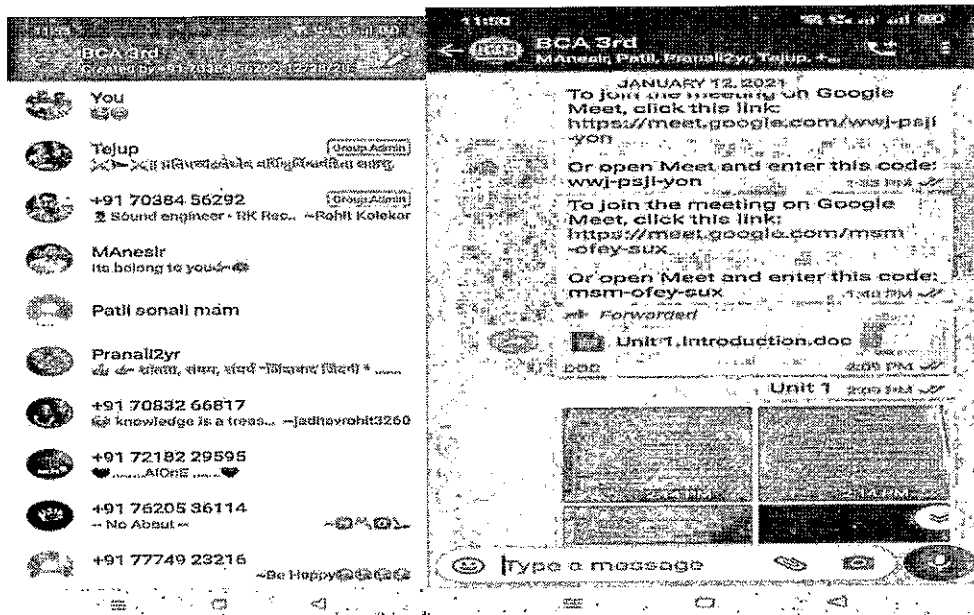 BCA 3rd
You
Tejup
Group Admin
+91 70384 56292
Group Admin
Sound engineer - RK Rec... ~Rohit Kolekar
MAnesir
Its belong to you
Patil sonali mam
Pranali2yr
+91 70832 66817
knowledge is a treas... ~jadhavrohit3260
+91 72182 29595
........AlOnE ......
+91 76205 36114
~ No About ~
+91 77749 23216
~Be Happy
11:50
BCA 3rd
MAnesir, Patil, Pranali2yr, Tejup, +...
JANUARY 12, 2021
To join the meeting on Google
Meet, click this link:
https://meet.google.com/wwj-psji
-yon
Or open Meet and enter this code:
wwj-psji-yon
To join the meeting on Google
Meet, click this link:
https://meet.google.com/msm
-ofey-sux
Or open Meet and enter this code:
msm-ofey-sux
Forwarded
Unit 1.Introduction.doc
DOC
Unit 1
Type a message